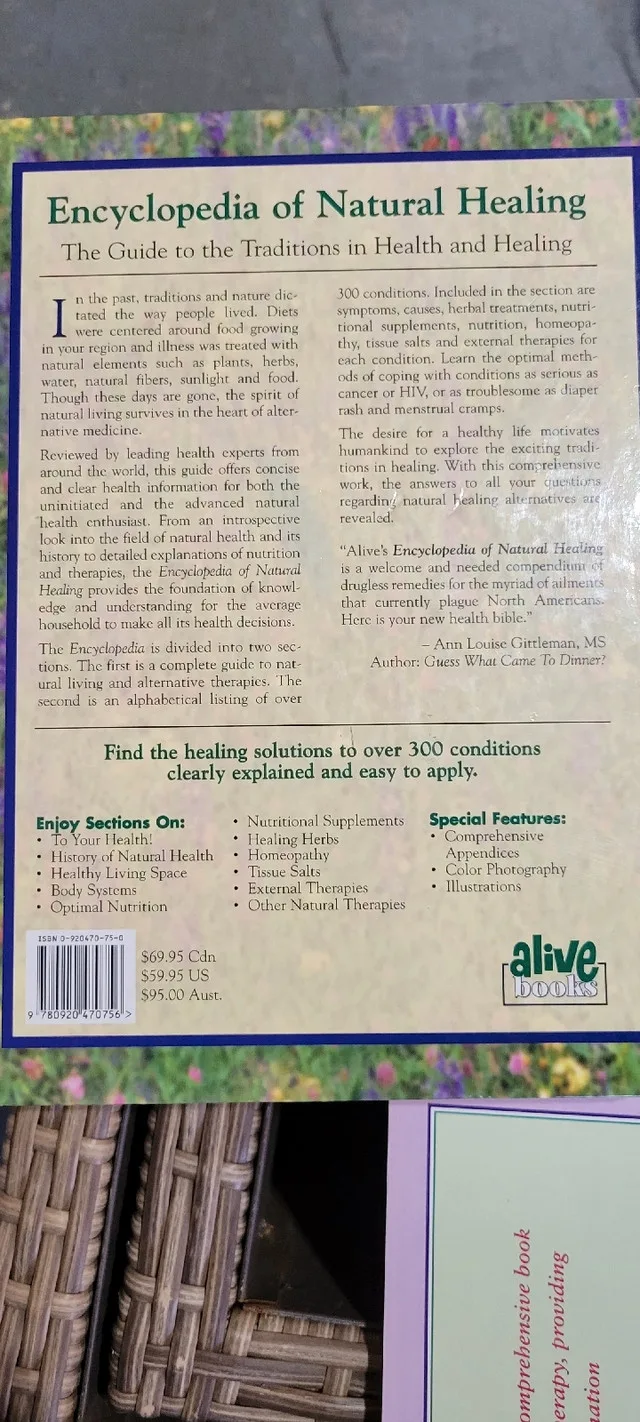 Encyclopedia of Natural Healing
The Guide to the Traditions in Health and Healing
In the past, traditions and nature dic-
tated the way people lived. Diets
were centered around food growing
in your region and illness was treated with
natural elements such as plants, herbs,
water, natural fibers, sunlight and food.
Though these days are gone, the spirit of
natural living survives in the heart of alter-
native medicine.
Reviewed by leading health experts from
around the world, this guide offers concise
and clear health information for both the
uninitiated and the advanced natural
health enthusiast. From an introspective
look into the field of natural health and its
history to detailed explanations of nutrition
and therapies, the Encyclopedia of Natural
Healing provides the foundation of knowl-
edge and understanding for the average
household to make all its health decisions.
The Encyclopedia is divided into two sec-
tions. The first is a complete guide to nat-
ural living and alternative therapies. The
second is an alphabetical listing of over
300 conditions. Included in the section are
symptoms, causes, herbal treatments, nutri-
tional supplements, nutrition, homeopa-
thy, tissue salts and external therapies for
each condition. Learn the optimal meth-
ods of coping with conditions as serious as
cancer or HIV, or as troublesome as diaper
rash and menstrual cramps.
The desire for a healthy life motivates
humankind to explore the exciting tradi-
tions in healing. With this comprehensive
work, the answers to all your questions
regarding natural healing alternatives are
revealed.
"Alive's Encyclopedia of Natural Healing
is a welcome and needed compendium of
drugless remedies for the myriad of ailments
that currently plague North Americans.
Here is your new health bible."
– Ann Louise Gittleman, MS
Author: Guess What Came To Dinner?
Find the healing solutions to over 300 conditions
clearly explained and easy to apply.
Enjoy Sections On:
• To Your Health!
• History of Natural Health
• Healthy Living Space
• Body Systems
• Optimal Nutrition
• Nutritional Supplements
• Healing Herbs
• Homeopathy
• Tissue Salts
• External Therapies
• Other Natural Therapies
Special Features:
• Comprehensive
Appendices
• Color Photography
• Illustrations
ISBN 0-920470-75-0
9 780920 470756 >
$69.95 Cdn
$59.95 US
$95.00 Aust.
alive
books
omprehensive book
erapy, providing
ation